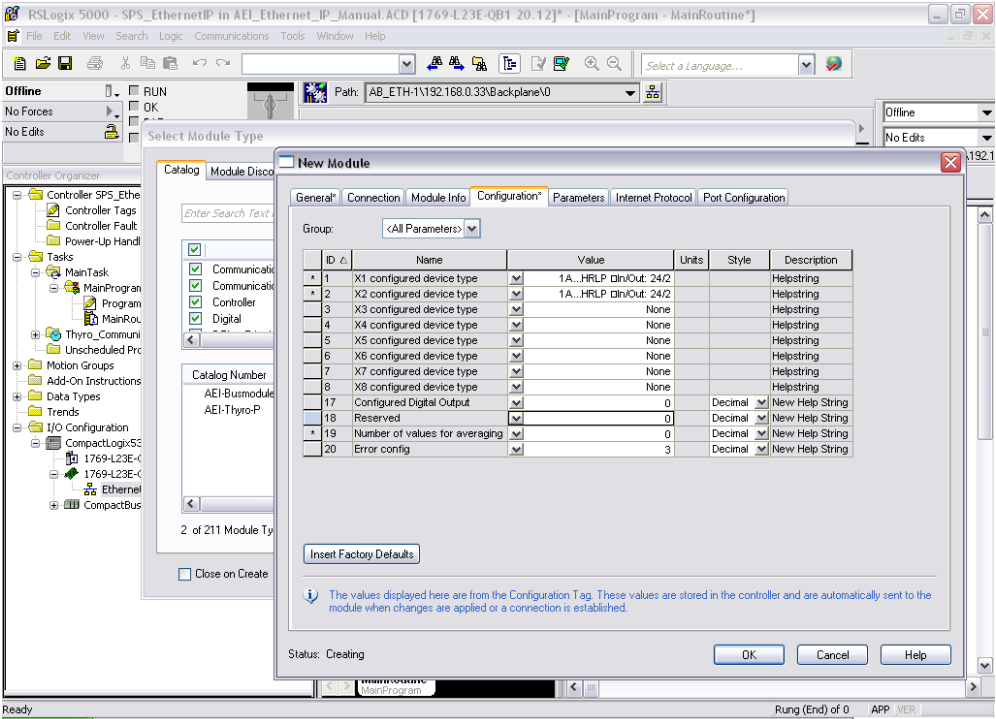 RSLogix 5000 - SPS_EthernetIP in AEI_Ethernet_IP_Manual.ACD [1769-L23E-QB1 20.12]* - [MainProgram - MainRoutine*]
File Edit View Search Logic Communications Tools Window Help
Select a Language...
Offline RUN
No Forces OK
No Edits
Path: AB_ETH-1\192.168.0.33\Backplane\0
Offline
No Edits
\192.1
Controller Organizer
Controller SPS_Ethe
Controller Tags
Controller Fault
Power-Up Handl
Tasks
MainTask
MainProgran
Program
MainRou
Thyro_Communi
Unscheduled Pro
Motion Groups
Add-On Instructions
Data Types
Trends
I/O Configuration
CompactLogix53
1769-L23E-
1769-L23E-
Ethernet
CompactBus
Select Module Type
Catalog Module Disco
Enter Search Text
Communicatio
Communicatio
Controller
Digital
Catalog Number
AEI-Busmodule
AEI-Thyro-P
2 of 211 Module Ty
Close on Create
New Module
General* Connection Module Info Configuration* Parameters Internet Protocol Port Configuration
Group: <All Parameters>
ID Name Value Units Style Description
* 1 X1 configured device type 1A...HRLP In/Out: 24/2 Helpstring
* 2 X2 configured device type 1A...HRLP In/Out: 24/2 Helpstring
3 X3 configured device type None Helpstring
4 X4 configured device type None Helpstring
5 X5 configured device type None Helpstring
6 X6 configured device type None Helpstring
7 X7 configured device type None Helpstring
8 X8 configured device type None Helpstring
17 Configured Digital Output 0 Decimal New Help String
18 Reserved 0 Decimal New Help String
* 19 Number of values for averaging 0 Decimal New Help String
20 Error config 3 Decimal New Help String
Insert Factory Defaults
The values displayed here are from the Configuration Tag. These values are stored in the controller and are automatically sent to the
module when changes are applied or a connection is established.
Status: Creating
OK Cancel Help
MainRoutine
MainProgram
Ready Rung (End) of 0 APP VER